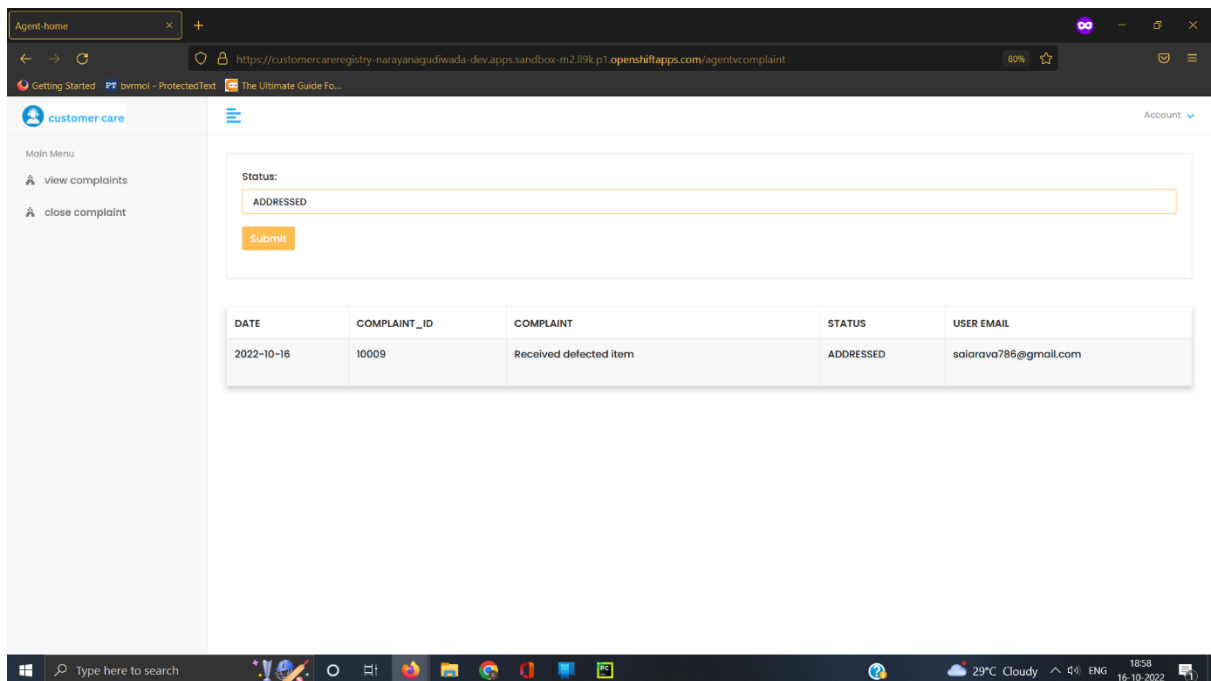 Agent-home
https://customercareregistry-narayanagudiwada-dev.apps.sandbox-m2.ll9k.p1.openshiftapps.com/agentvcomplaint 80%
Getting Started PT bvrmol - ProtectedText The Ultimate Guide Fo...
customer care Account
Main Menu
view complaints
close complaint
Status:
ADDRESSED
Submit
DATE COMPLAINT_ID COMPLAINT STATUS USER EMAIL
2022-10-16 10009 Received defected item ADDRESSED saiarava786@gmail.com
Type here to search PC 29°C Cloudy ENG 18:58
16-10-2022